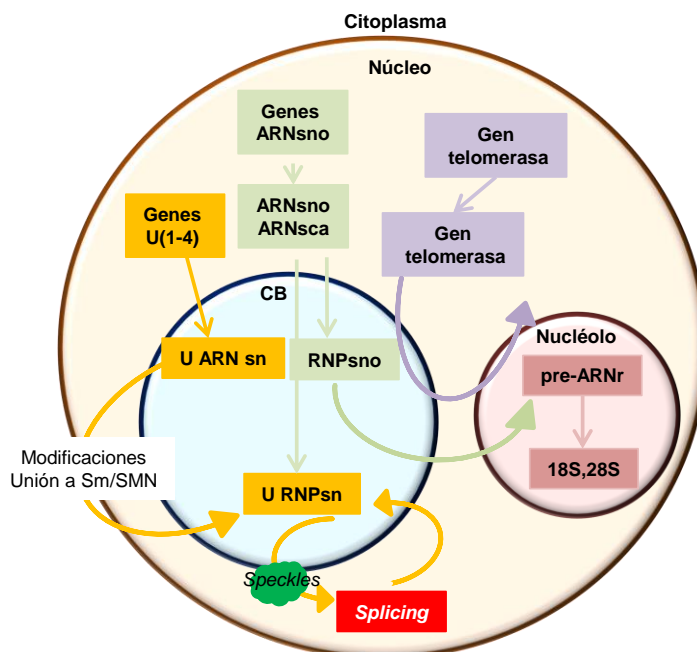 Citoplasma
Núcleo
Genes
ARNsno
Gen
telomerasa
ARNsno
ARNsca
Genes
U(1-4)
Gen
telomerasa
CB
Nucléolo
U ARN sn
RNPsno
pre-ARNr
Modificaciones
Unión a Sm/SMN
18S,28S
U RNPsn
Speckles
Splicing